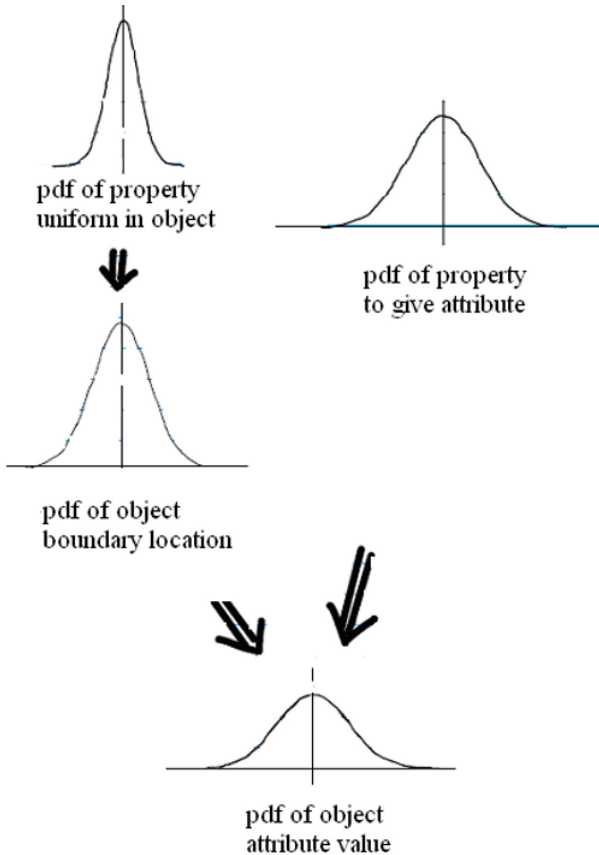 pdf of property
uniform in object
pdf of property
to give attribute
pdf of object
boundary location
pdf of object
attribute value